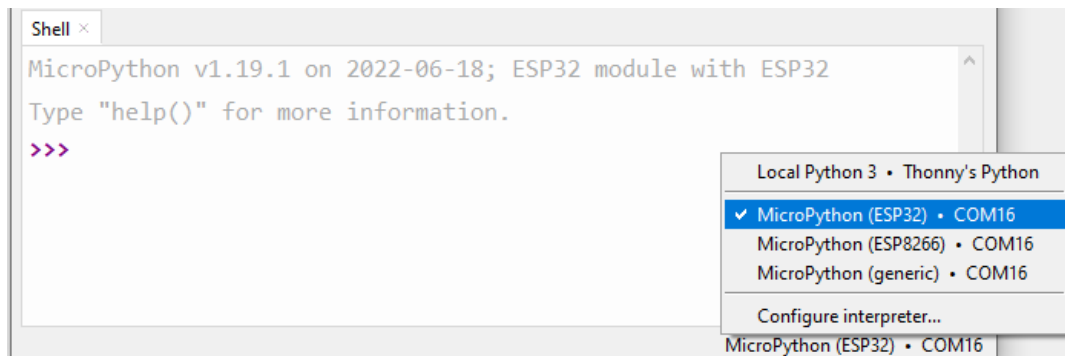 Shell ×
MicroPython v1.19.1 on 2022-06-18; ESP32 module with ESP32
Type "help()" for more information.
>>>
Local Python 3 • Thonny's Python
✓ MicroPython (ESP32) • COM16
MicroPython (ESP8266) • COM16
MicroPython (generic) • COM16
Configure interpreter...
MicroPython (ESP32) • COM16